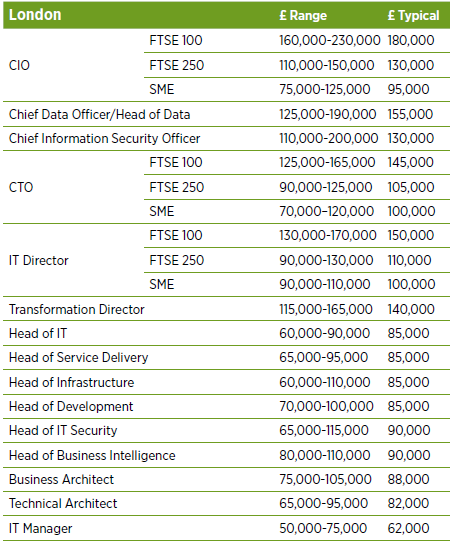 London £ Range £ Typical
FTSE 100 160,000-230,000 180,000
CIO FTSE 250 110,000-150,000 130,000
SME 75,000-125,000 95,000
Chief Data Officer/Head of Data 125,000-190,000 155,000
Chief Information Security Officer 110,000-200,000 130,000
FTSE 100 125,000-165,000 145,000
CTO FTSE 250 90,000-125,000 105,000
SME 70,000–120,000 100,000
FTSE 100 130,000-170,000 150,000
IT Director FTSE 250 90,000-130,000 110,000
SME 90,000-110,000 100,000
Transformation Director 115,000-165,000 140,000
Head of IT 60,000-90,000 85,000
Head of Service Delivery 65,000-95,000 85,000
Head of Infrastructure 60,000-110,000 85,000
Head of Development 70,000-100,000 85,000
Head of IT Security 65,000-115,000 90,000
Head of Business Intelligence 80,000-110,000 90,000
Business Architect 75,000-105,000 88,000
Technical Architect 65,000-95,000 82,000
IT Manager 50,000-75,000 62,000